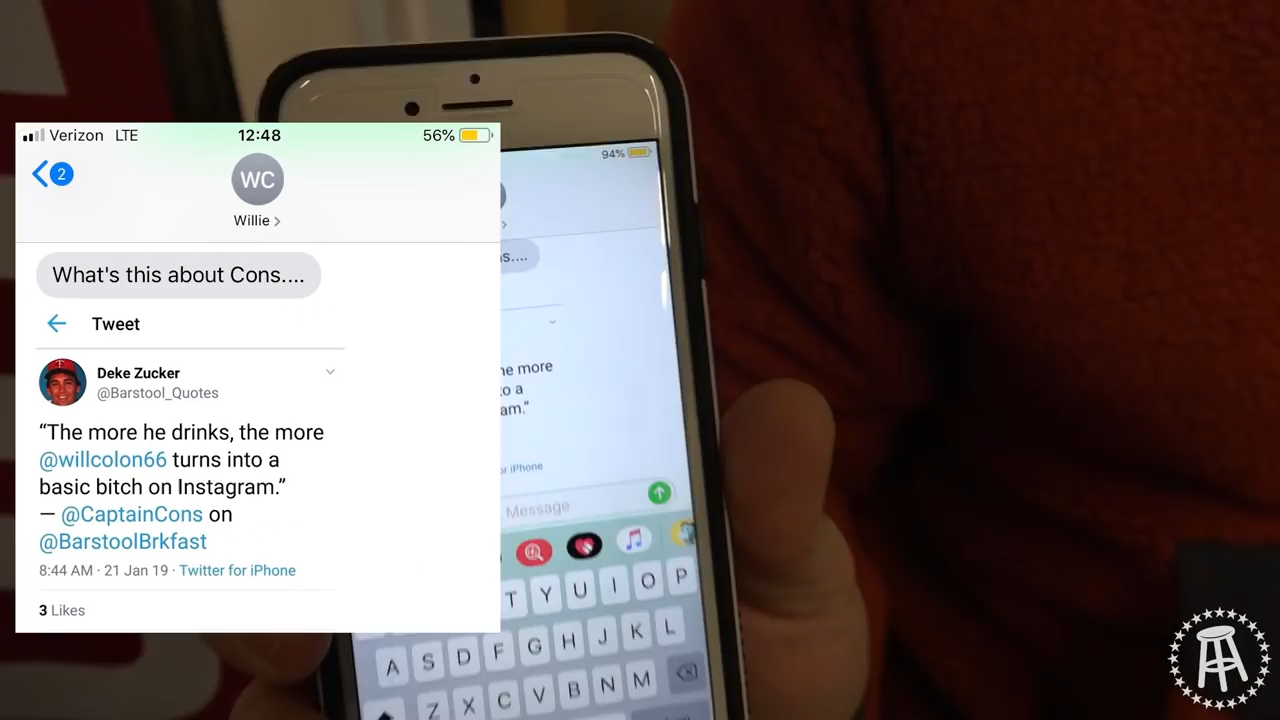 Verizon LTE 12:48 56%
2
WC
Willie >
What's this about Cons....
Tweet
Deke Zucker
@Barstool_Quotes
“The more he drinks, the more
@willcolon66 turns into a
basic bitch on Instagram.”
— @CaptainCons on
@BarstoolBrkfast
8:44 AM · 21 Jan 19 · Twitter for iPhone
3 Likes
94%
s....
he more
to a
am.”
or iPhone
Message
T Y U I O P
A S D F G H J K L
Z X C V B N M